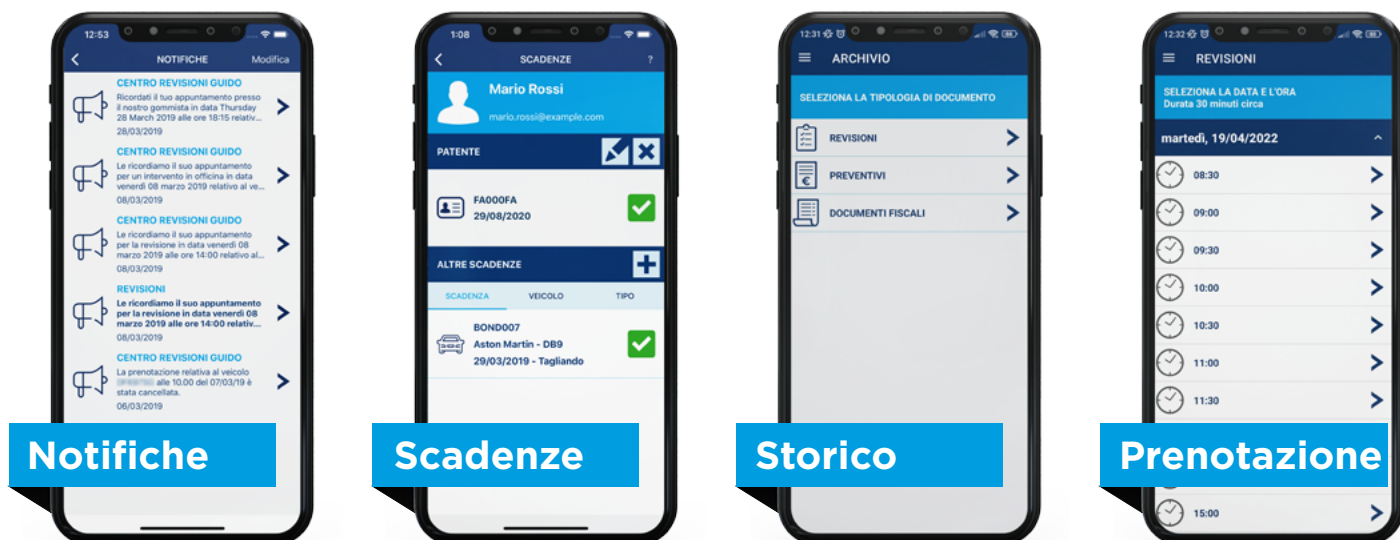 12:53
NOTIFICHE Modifica
CENTRO REVISIONI GUIDO
Ricordati il tuo appuntamento presso
il nostro gommista in data Thursday
28 March 2019 alle ore 18:15 relativ...
28/03/2019
CENTRO REVISIONI GUIDO
Le ricordiamo il suo appuntamento
per un intervento in officina in data
venerdì 08 marzo 2019 relativo al ve...
08/03/2019
CENTRO REVISIONI GUIDO
Le ricordiamo il suo appuntamento
per la revisione in data venerdì 08
marzo 2019 alle ore 14:00 relativo al...
08/03/2019
REVISIONI
Le ricordiamo il suo appuntamento
per la revisione in data venerdì 08
marzo 2019 alle ore 14:00 relativ...
08/03/2019
CENTRO REVISIONI GUIDO
La prenotazione relativa al veicolo
alle 10.00 del 07/03/19 è
stata cancellata.
06/03/2019
Notifiche
1:08
SCADENZE ?
Mario Rossi
mario.rossi@example.com
PATENTE
FA000FA
29/08/2020
ALTRE SCADENZE
SCADENZA VEICOLO TIPO
BOND007
Aston Martin - DB9
29/03/2019 - Tagliando
Scadenze
12:31
ARCHIVIO
SELEZIONA LA TIPOLOGIA DI DOCUMENTO
REVISIONI
PREVENTIVI
DOCUMENTI FISCALI
Storico
12:32
REVISIONI
SELEZIONA LA DATA E L'ORA
Durata 30 minuti circa
martedì, 19/04/2022
08:30
09:00
09:30
10:00
10:30
11:00
11:30
Prenotazione
15:00